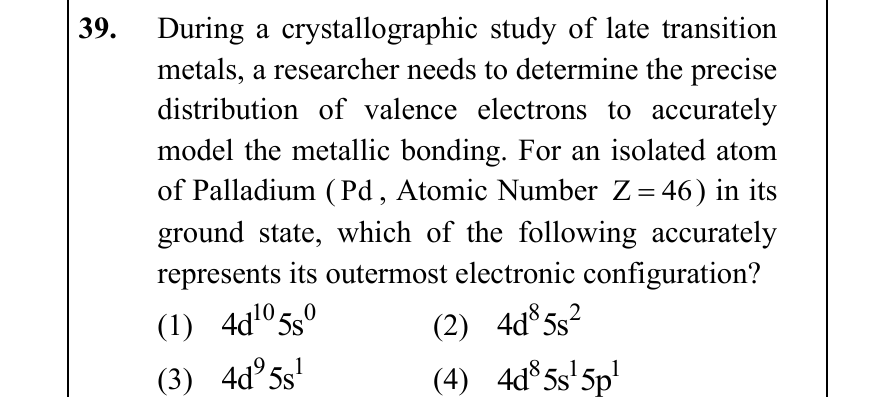 39. During a crystallographic study of late transition
metals, a researcher needs to determine the precise
distribution of valence electrons to accurately
model the metallic bonding. For an isolated atom
of Palladium (Pd, Atomic Number Z = 46) in its
ground state, which of the following accurately
represents its outermost electronic configuration?
(1) 4d¹⁰5s⁰ (2) 4d⁸5s²
(3) 4d⁹5s¹ (4) 4d⁸5s¹5p¹